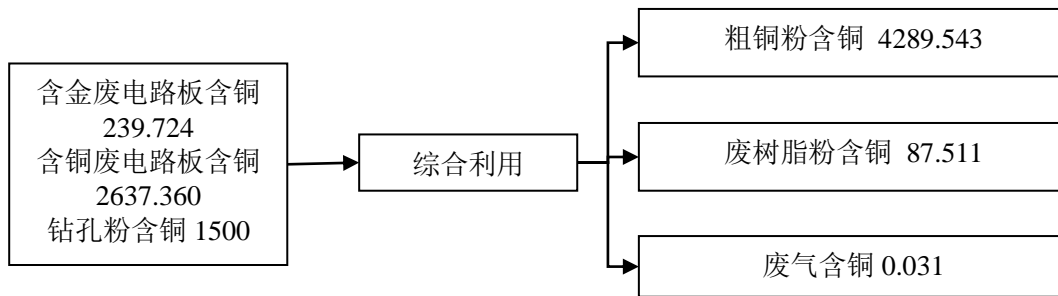 含金废电路板含铜
239.724
含铜废电路板含铜
2637.360
钻孔粉含铜 1500
综合利用
粗铜粉含铜 4289.543
废树脂粉含铜 87.511
废气含铜 0.031